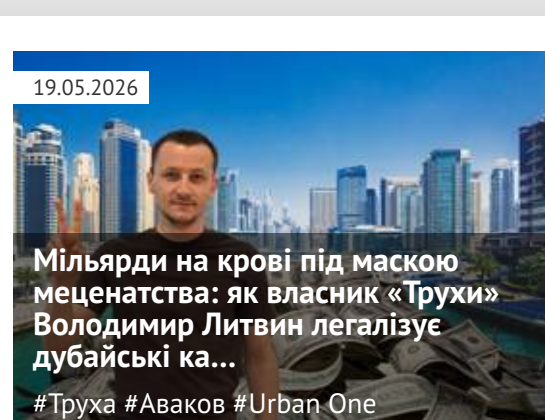 19.05.2026
Мільярди на крові під маскою
меценатства: як власник «Трухи»
Володимир Литвин легалізує
дубайські ка...
#Труха #Аваков #Urban One